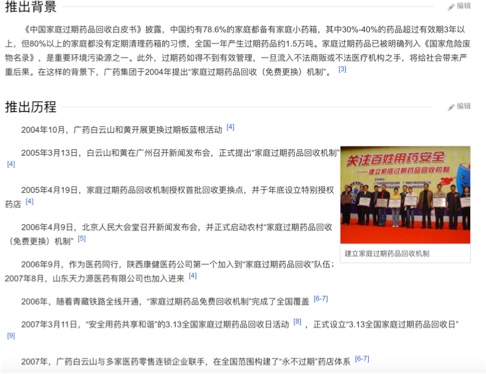 推出背景
编辑
《中国家庭过期药品回收白皮书》披露，中国约有78.6%的家庭都备有家庭小药箱，其中30%-40%的药品超过有效期3年以
上，但80%以上的家庭都没有定期清理药箱的习惯，全国一年产生过期药品约1.5万吨。家庭过期药品已被明确列入《国家危险废
物名录》，是重要环境污染源之一。此外，过期药如得不到有效管理，一旦流入不法商贩或不法医疗机构之手，将给社会带来严
重后果。在这样的背景下，广药集团于2004年提出“家庭过期药品回收（免费更换）机制”。 [3]
推出历程
编辑
2004年10月，广药白云山和黄开展更换过期板蓝根活动 [4]
2005年3月13日，白云山和黄在广州召开新闻发布会，正式提出“家庭过期药品回收机制”
[4]
2005年4月19日，家庭过期药品回收机制授权首批回收更换点，并于年底设立特别授权
药店 [4]
2006年4月9日，北京人民大会堂召开新闻发布会，并正式启动农村“家庭过期药品回收
（免费更换）机制” [5]
2006年9月，作为医药同行，陕西康健医药公司第一个加入到“家庭过期药品回收”队伍；
2007年8月，山东天力源医药有限公司也加入进来 [4]
关注百姓用药安全
——建立家庭过期药品回收机制
建立家庭过期药品回收机制
2006年，随着青藏铁路全线开通，“家庭过期药品免费回收机制”完成了全国覆盖 [6-7]
2007年3月11日，“安全用药共享和谐”的3.13全国家庭过期药品回收日活动 [8] ，正式设立“3.13全国家庭过期药品回收日”
[9]
2007年，广药白云山与多家医药零售连锁企业联手，在全国范围构建了“永不过期”药店体系 [6-7]